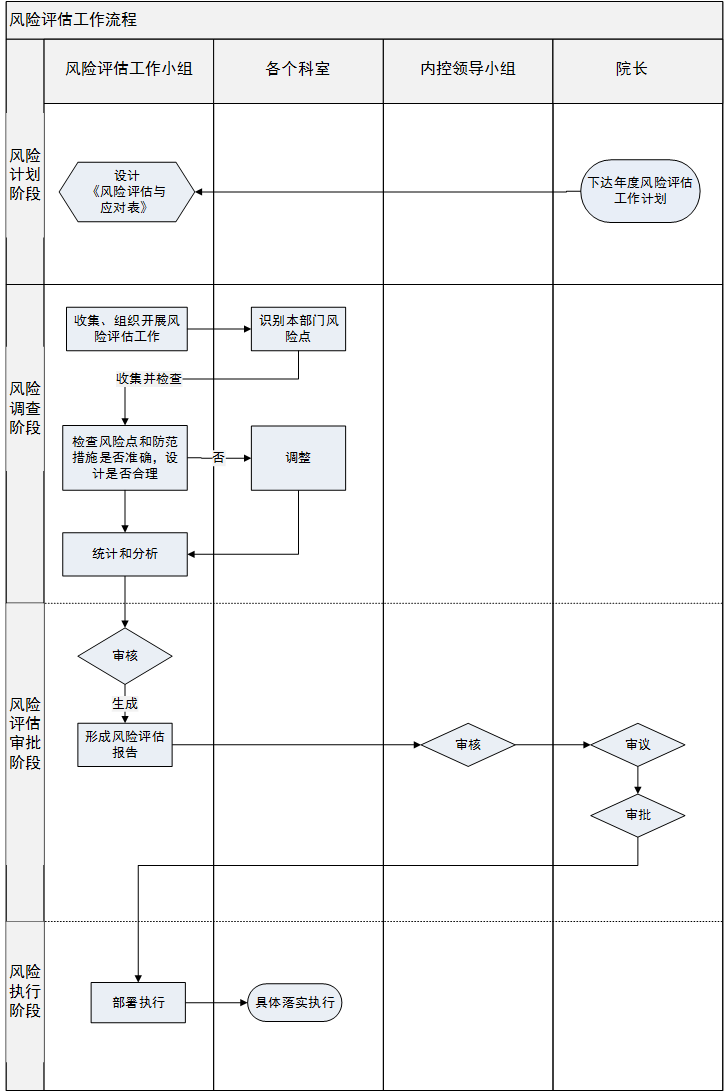 风险评估工作流程
风险评估工作小组
各个科室
内控领导小组
院长
风险
计划
阶段
设计
《风险评估与
应对表》
下达年度风险评估
工作计划
风险
调查
阶段
收集、组织开展风
险评估工作
识别本部门风
险点
收集并检查
检查风险点和防范
措施是否准确，设
计是否合理
否
调整
统计和分析
风险
评估
审批
阶段
审核
生成
形成风险评估
报告
审核
审议
审批
风险
执行
阶段
部署执行
具体落实执行